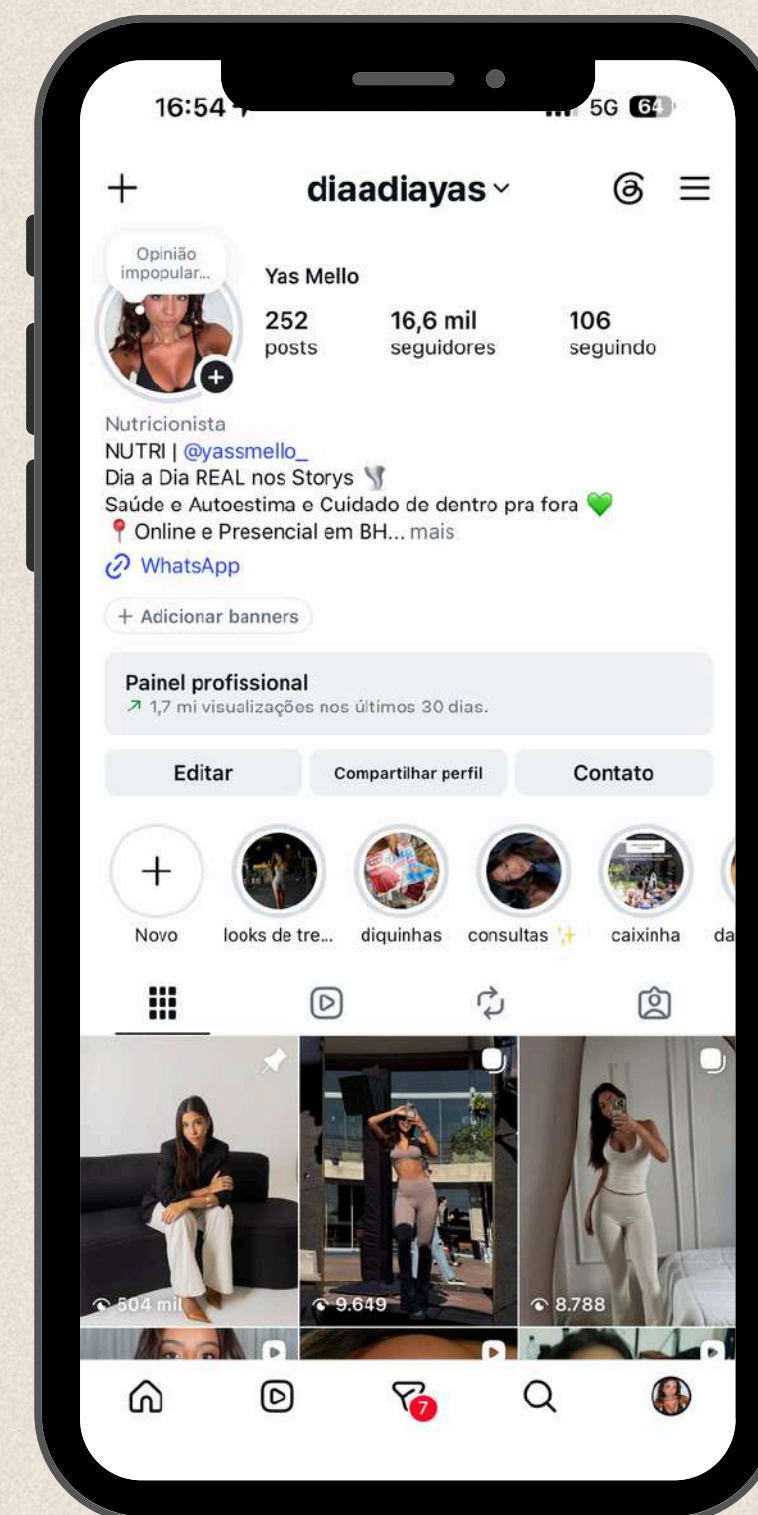 16:54
5G 64
diaadiayas
Opinião
impopular...
Yas Mello
252
posts
16,6 mil
seguidores
106
seguindo
Nutricionista
NUTRI | @yassmello_
Dia a Dia REAL nos Storys 🌪️
Saúde e Autoestima e Cuidado de dentro pra fora 💚
📍 Online e Presencial em BH... mais
WhatsApp
+ Adicionar banners
Painel profissional
1,7 mi visualizações nos últimos 30 dias.
Editar
Compartilhar perfil
Contato
Novo
looks de tre...
diquinhas
consultas ✨
caixinha
da
504 mil
9.649
8.788
7